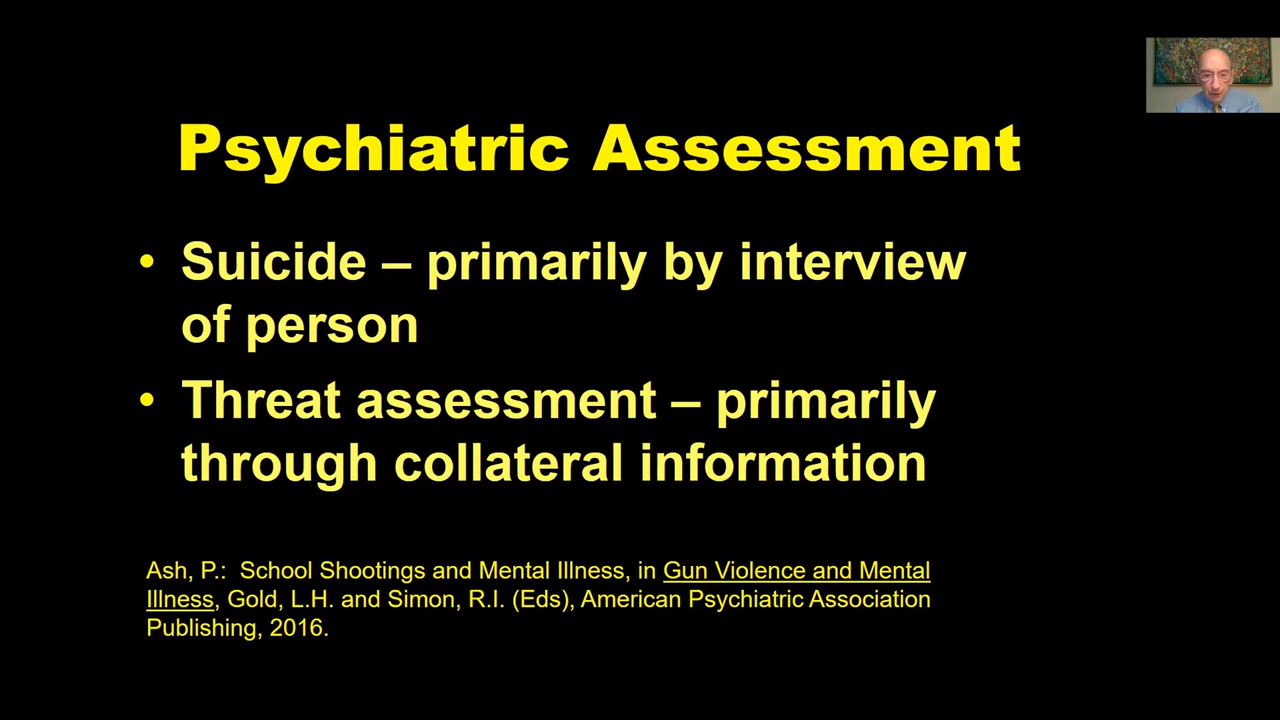 Psychiatric Assessment
• Suicide – primarily by interview
of person
• Threat assessment – primarily
through collateral information
Ash, P.: School Shootings and Mental Illness, in Gun Violence and Mental
Illness, Gold, L.H. and Simon, R.I. (Eds), American Psychiatric Association
Publishing, 2016.